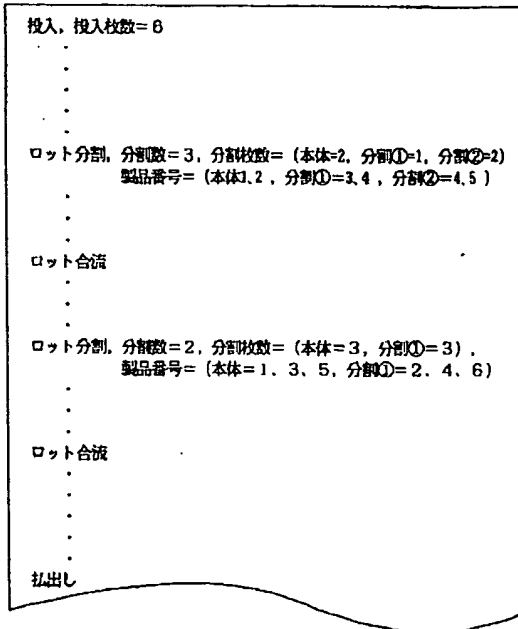 投入, 投入枚数=6
ロット分割, 分割数=3, 分割枚数= (本体=2, 分割①=1, 分割②=2)
製品番号= (本体1、2 , 分割①=3、4 , 分割②=4、5 )
ロット合流
ロット分割, 分割数=2, 分割枚数= (本体=3, 分割①=3) ,
製品番号= (本体=1、3、5, 分割①=2、4、6)
ロット合流
払出し